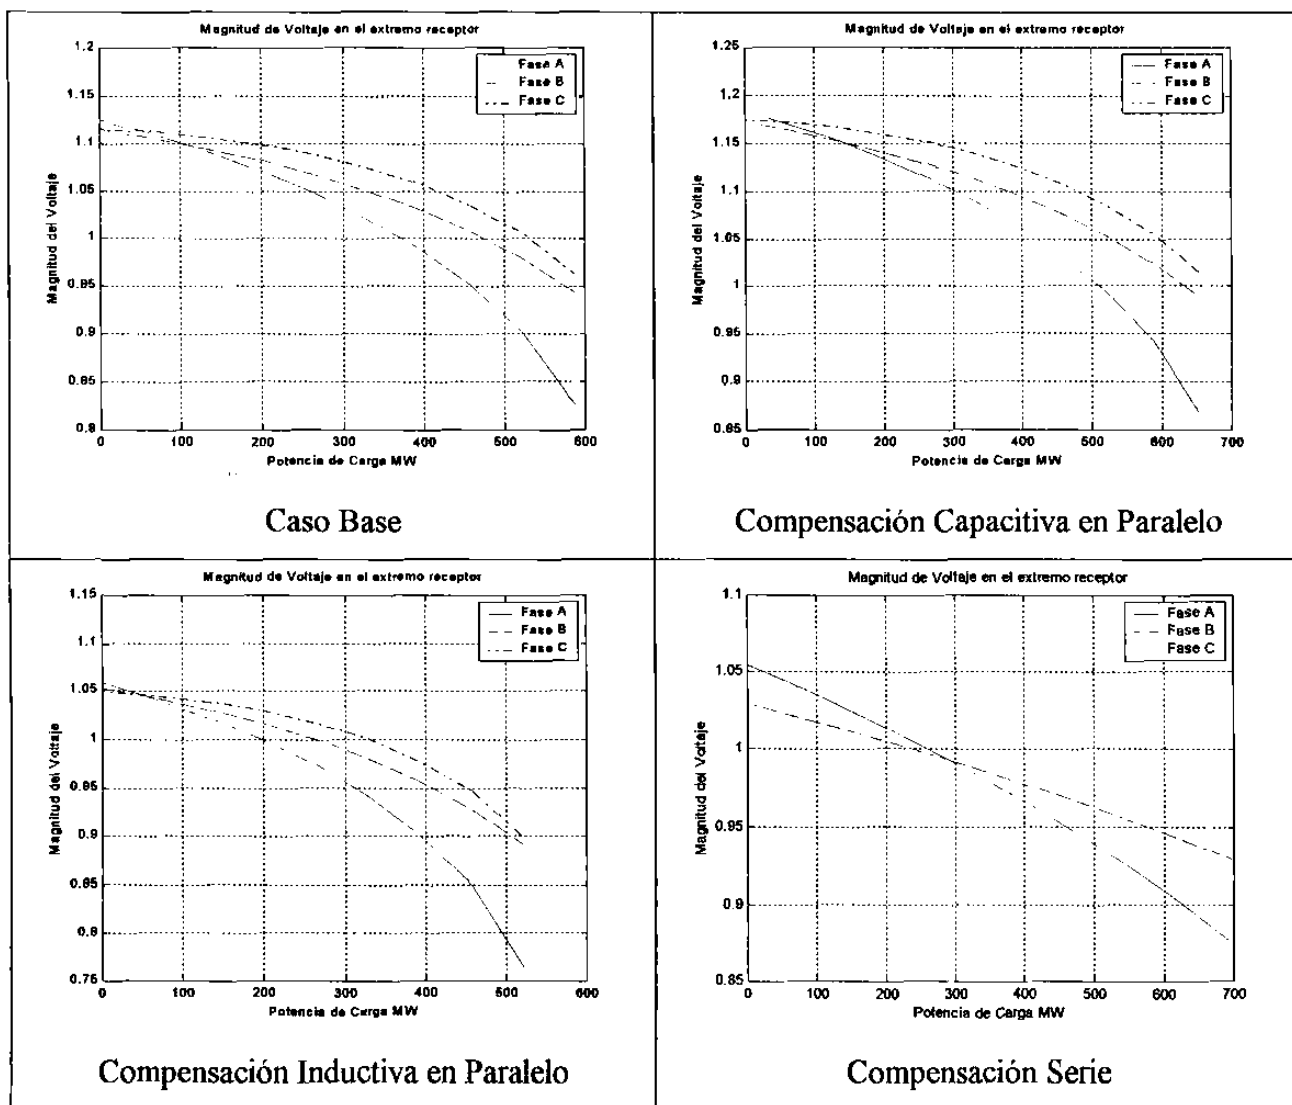 Magnitud de Voltaje en el extremo receptor
1.2
1.15
1.1
1.05
1
0.95
0.9
0.85
0.8
Magnitud del Voltaje
Fase A
Fase B
Fase C
0 100 200 300 400 500 600
Potencia de Carga MW
Caso Base
Magnitud de Voltaje en el extremo receptor
1.25
1.2
1.15
1.1
1.05
1
0.95
0.9
0.85
Magnitud del Voltaje
Fase A
Fase B
Fase C
0 100 200 300 400 500 600 700
Potencia de Carga MW
Compensación Capacitiva en Paralelo
Magnitud de Voltaje en el extremo receptor
1.15
1.1
1.05
1
0.95
0.9
0.85
0.8
0.75
Magnitud del Voltaje
Fase A
Fase B
Fase C
0 100 200 300 400 500 600
Potencia de Carga MW
Compensación Inductiva en Paralelo
Magnitud de Voltaje en el extremo receptor
1.1
1.05
1
0.95
0.9
0.85
Magnitud del Voltaje
Fase A
Fase B
Fase C
0 100 200 300 400 500 600 700
Potencia de Carga MW
Compensación Serie